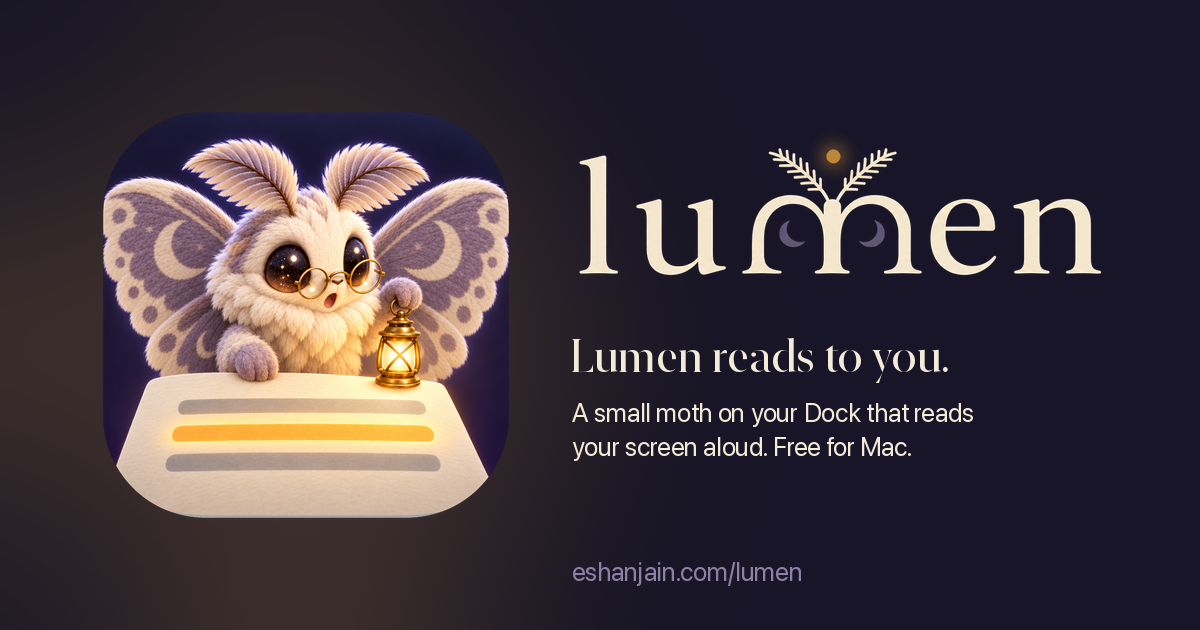 lumen
Lumen reads to you.
A small moth on your Dock that reads
your screen aloud. Free for Mac.
eshanjain.com/lumen